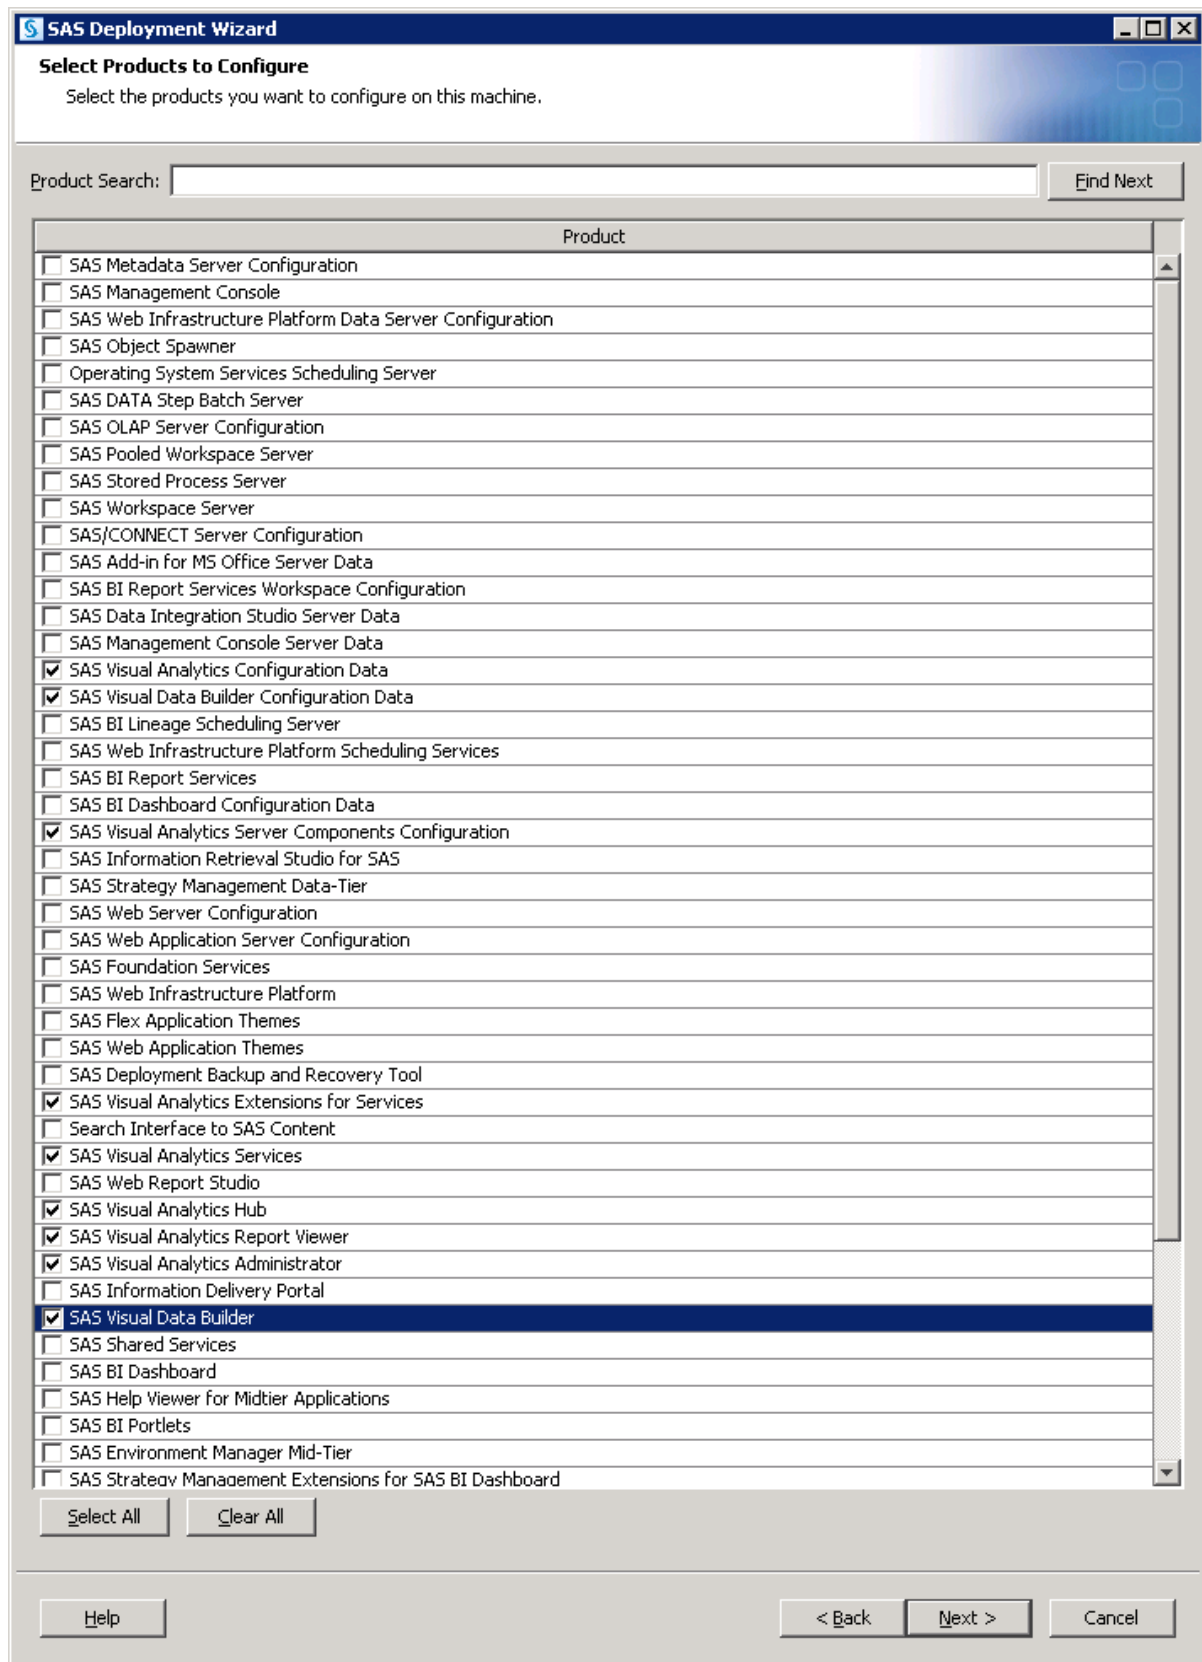 SAS Deployment Wizard
Select Products to Configure
Select the products you want to configure on this machine.
Product Search:
Find Next
Product
SAS Metadata Server Configuration
SAS Management Console
SAS Web Infrastructure Platform Data Server Configuration
SAS Object Spawner
Operating System Services Scheduling Server
SAS DATA Step Batch Server
SAS OLAP Server Configuration
SAS Pooled Workspace Server
SAS Stored Process Server
SAS Workspace Server
SAS/CONNECT Server Configuration
SAS Add-in for MS Office Server Data
SAS BI Report Services Workspace Configuration
SAS Data Integration Studio Server Data
SAS Management Console Server Data
SAS Visual Analytics Configuration Data
SAS Visual Data Builder Configuration Data
SAS BI Lineage Scheduling Server
SAS Web Infrastructure Platform Scheduling Services
SAS BI Report Services
SAS BI Dashboard Configuration Data
SAS Visual Analytics Server Components Configuration
SAS Information Retrieval Studio for SAS
SAS Strategy Management Data-Tier
SAS Web Server Configuration
SAS Web Application Server Configuration
SAS Foundation Services
SAS Web Infrastructure Platform
SAS Flex Application Themes
SAS Web Application Themes
SAS Deployment Backup and Recovery Tool
SAS Visual Analytics Extensions for Services
Search Interface to SAS Content
SAS Visual Analytics Services
SAS Web Report Studio
SAS Visual Analytics Hub
SAS Visual Analytics Report Viewer
SAS Visual Analytics Administrator
SAS Information Delivery Portal
SAS Visual Data Builder
SAS Shared Services
SAS BI Dashboard
SAS Help Viewer for Midtier Applications
SAS BI Portlets
SAS Environment Manager Mid-Tier
SAS Strategy Management Extensions for SAS BI Dashboard
Select All
Clear All
Help
< Back
Next >
Cancel